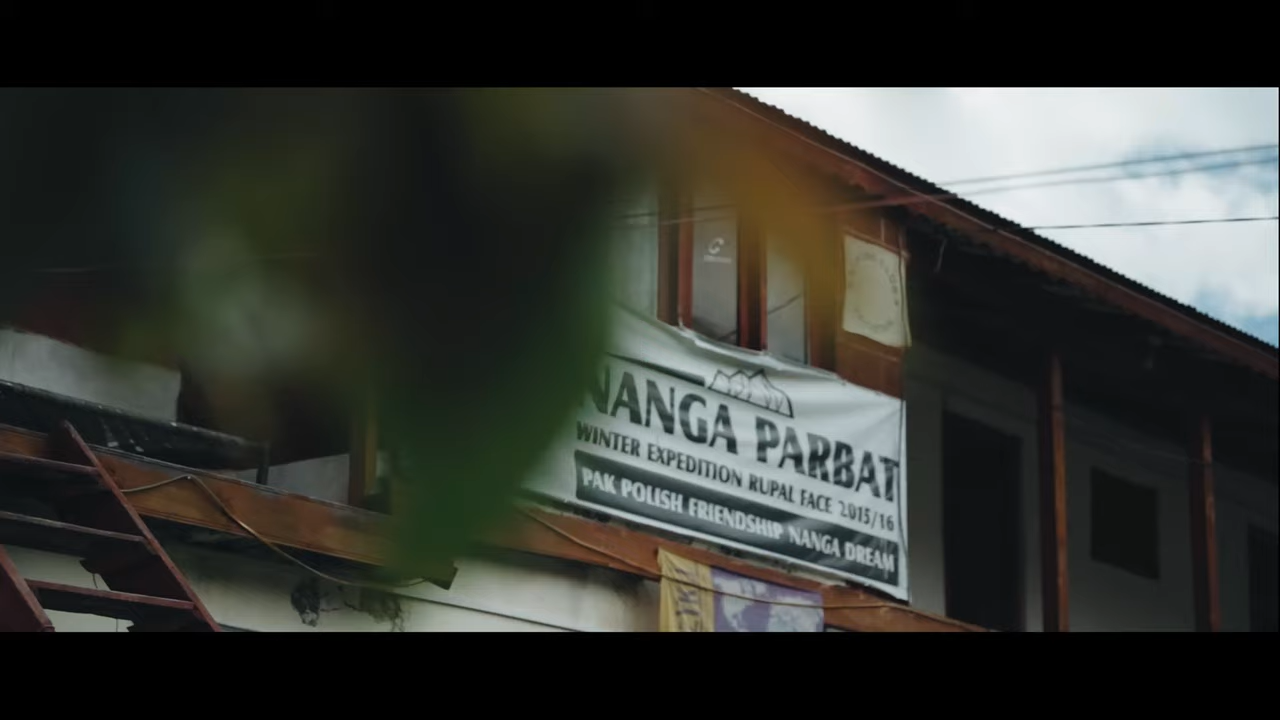 NANGA PARBAT
WINTER EXPEDITION RUPAL FACE 2015/16
PAK POLISH FRIENDSHIP NANGA DREAM